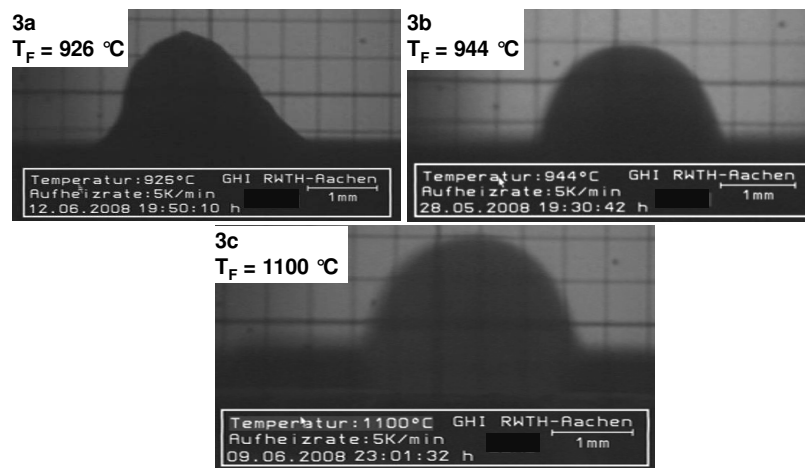 3a
T_F = 926 °C
Temperatur:926°C GHI RWTH-Aachen
Aufheizrate:5K/min 1mm
12.06.2008 19:50:10 h
3b
T_F = 944 °C
Temperatur:944°C GHI RWTH-Aachen
Aufheizrate:5K/min 1mm
28.05.2008 19:30:42 h
3c
T_F = 1100 °C
Temperatur:1100°C GHI RWTH-Aachen
Aufheizrate:5K/min 1mm
09.06.2008 23:01:32 h